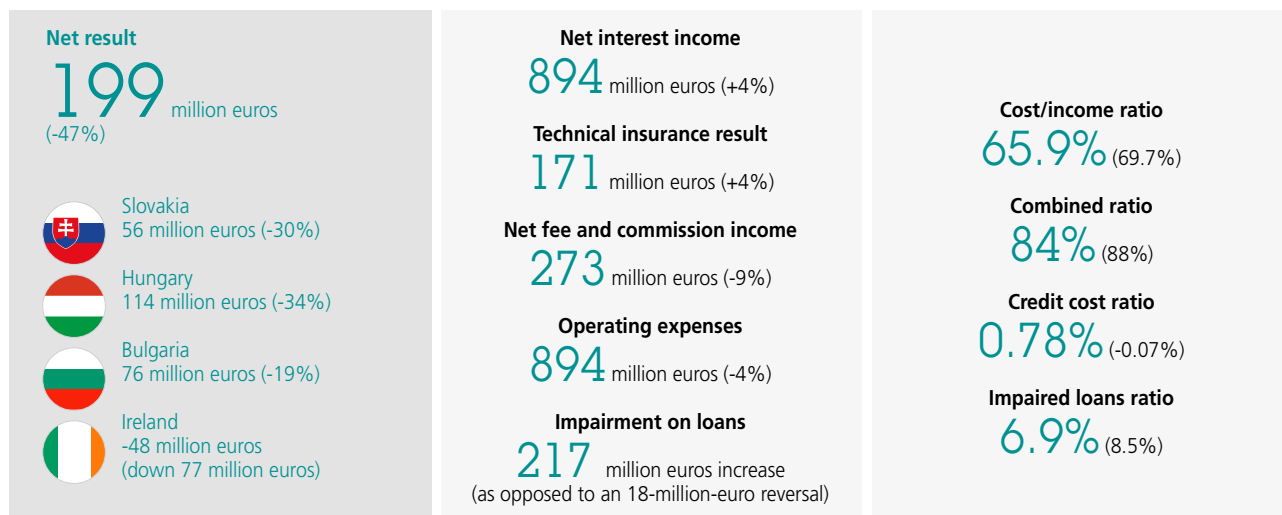 Net result
199 million euros
(-47%)
Slovakia
56 million euros (-30%)
Hungary
114 million euros (-34%)
Bulgaria
76 million euros (-19%)
Ireland
-48 million euros
(down 77 million euros)
Net interest income
894 million euros (+4%)
Technical insurance result
171 million euros (+4%)
Net fee and commission income
273 million euros (-9%)
Operating expenses
894 million euros (-4%)
Impairment on loans
217 million euros increase
(as opposed to an 18-million-euro reversal)
Cost/income ratio
65.9% (69.7%)
Combined ratio
84% (88%)
Credit cost ratio
0.78% (-0.07%)
Impaired loans ratio
6.9% (8.5%)